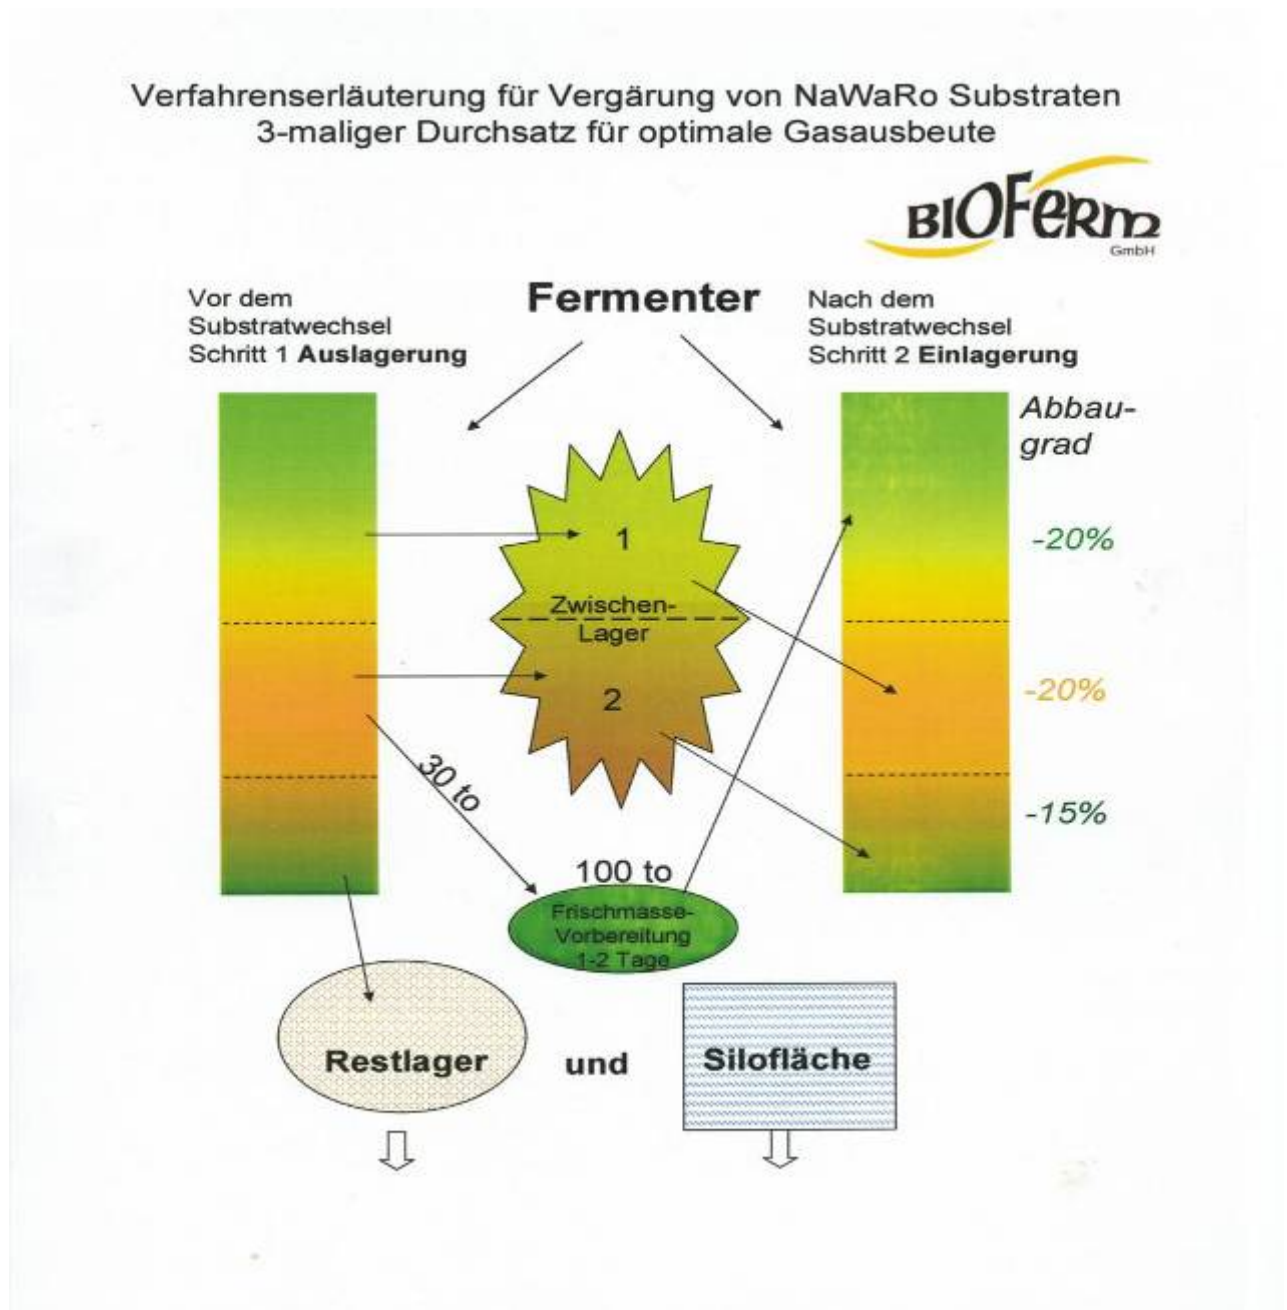 Verfahrenserläuterung für Vergärung von NaWaRo Substraten
3-maliger Durchsatz für optimale Gasausbeute
BIOFERM
GmbH
Vor dem
Substratwechsel
Schritt 1 Auslagerung
Fermenter
Nach dem
Substratwechsel
Schritt 2 Einlagerung
Abbau-
grad
1
-20%
Zwischen-
Lager
2
-20%
30 to
-15%
100 to
Frischmasse-
Vorbereitung
1-2 Tage
Restlager
und
Silofläche